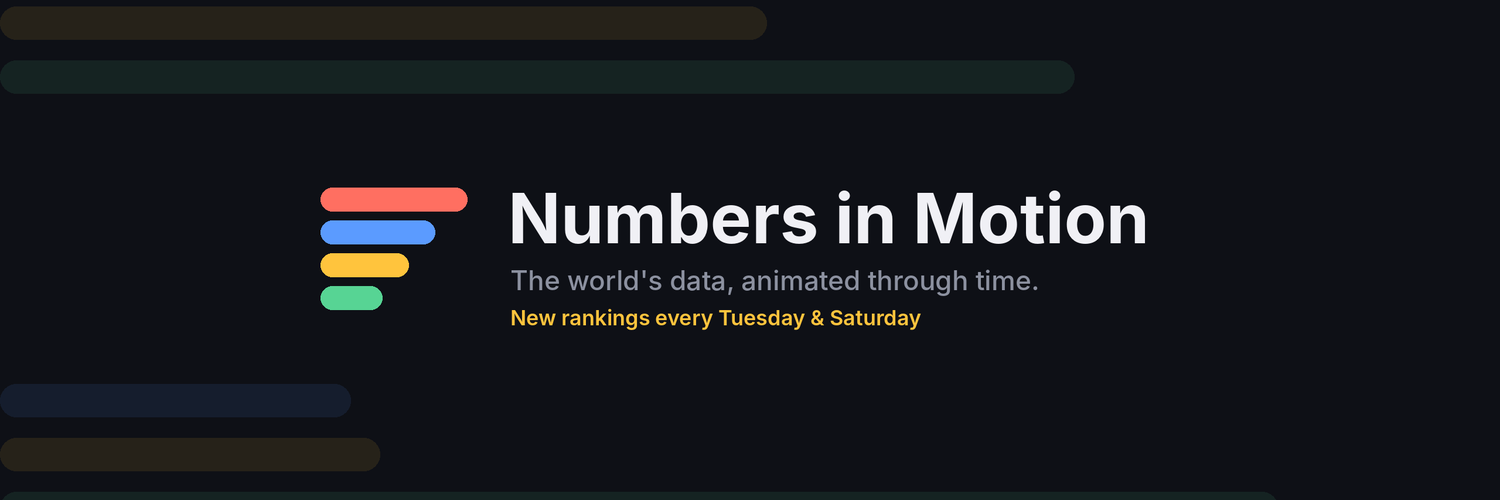 Numbers in Motion
The world's data, animated through time.
New rankings every Tuesday & Saturday